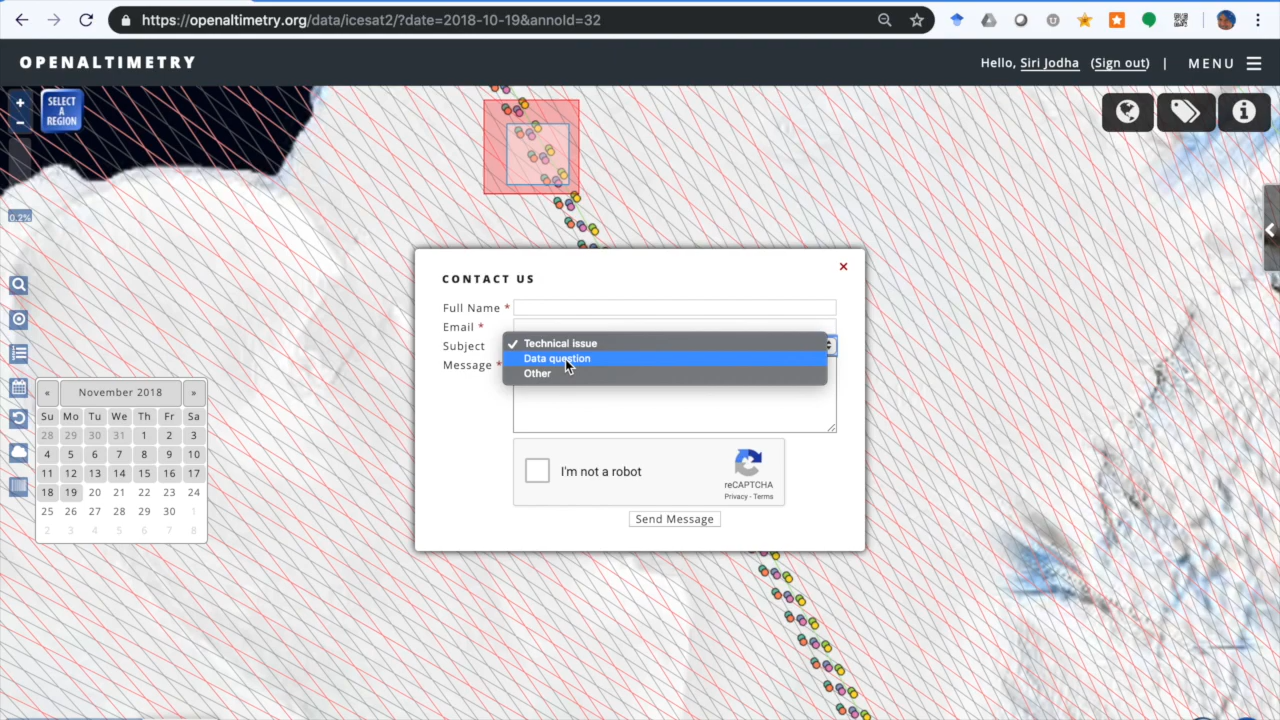 https://openaltimetry.org/data/icesat2/?date=2018-10-19&annoId=32
OPENALTIMETRY
Hello, Siri Jodha (Sign out) | MENU
+
−
SELECT
A
REGION
0.2%
CONTACT US
Full Name *
Email *
Subject
✓ Technical issue
Data question
Other
Message *
I'm not a robot
reCAPTCHA
Privacy - Terms
Send Message
« November 2018 »
Su Mo Tu We Th Fr Sa
28 29 30 31 1 2 3
4 5 6 7 8 9 10
11 12 13 14 15 16 17
18 19 20 21 22 23 24
25 26 27 28 29 30 1
2 3 4 5 6 7 8